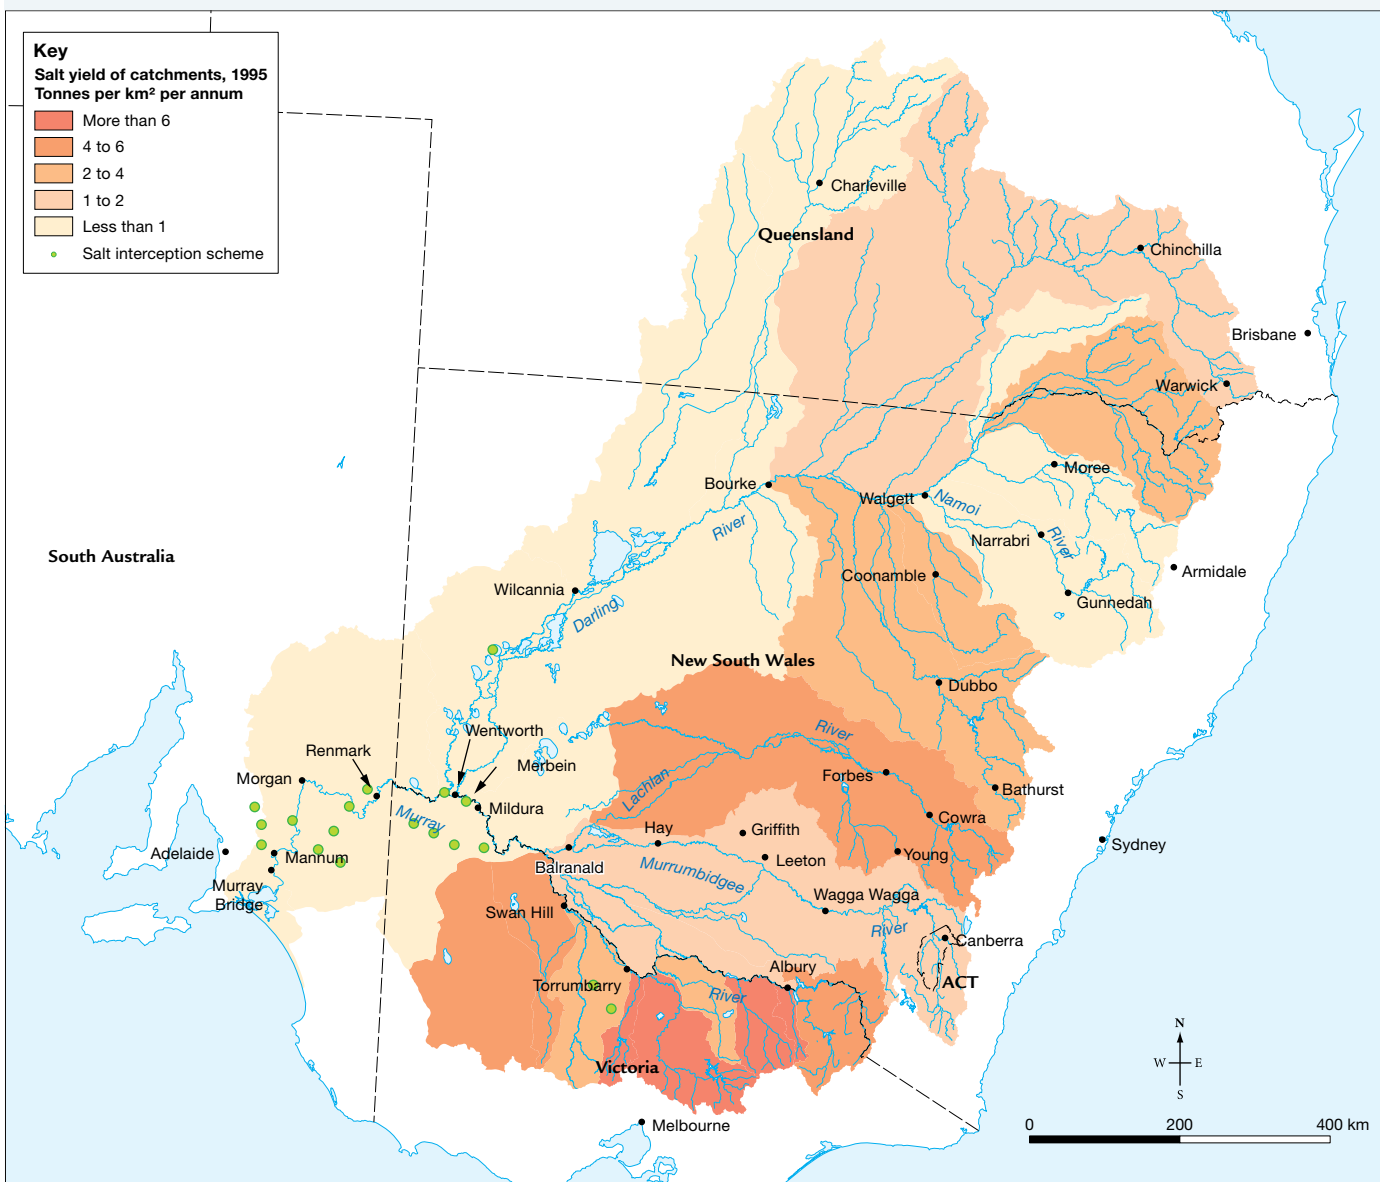 Key
Salt yield of catchments, 1995
Tonnes per km² per annum
More than 6
4 to 6
2 to 4
1 to 2
Less than 1
Salt interception scheme
Charleville
Queensland
Chinchilla
Brisbane
Warwick
Moree
Bourke
Walgett
Namoi
River
River
Narrabri
South Australia
Armidale
Coonamble
Wilcannia
Gunnedah
Darling
New South Wales
Dubbo
Wentworth
River
Renmark
Merbein
Morgan
Forbes
Lachlan
Bathurst
Mildura
Murray
Cowra
Hay
Griffith
Sydney
Adelaide
Mannum
Leeton
Young
Balranald
Murrumbidgee
Murray
Bridge
Wagga Wagga
Swan Hill
River
Canberra
Albury
ACT
Torrumbarry
River
N
W
E
S
Victoria
Melbourne
0
200
400 km